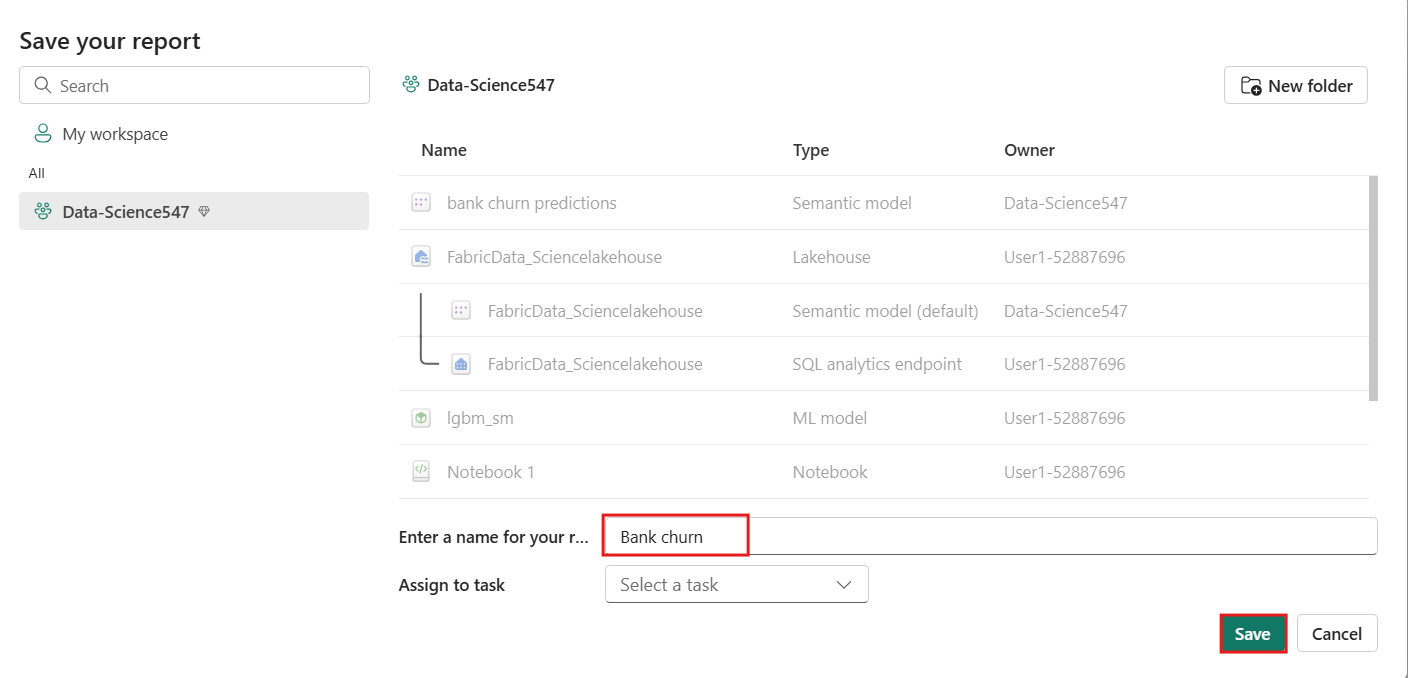 Save your report
Search
My workspace
All
Data-Science547
Data-Science547
New folder
Name Type Owner
bank churn predictions Semantic model Data-Science547
FabricData_Sciencelakehouse Lakehouse User1-52887696
FabricData_Sciencelakehouse Semantic model (default) Data-Science547
FabricData_Sciencelakehouse SQL analytics endpoint User1-52887696
lgbm_sm ML model User1-52887696
Notebook 1 Notebook User1-52887696
Enter a name for your r... Bank churn
Assign to task Select a task
Save Cancel